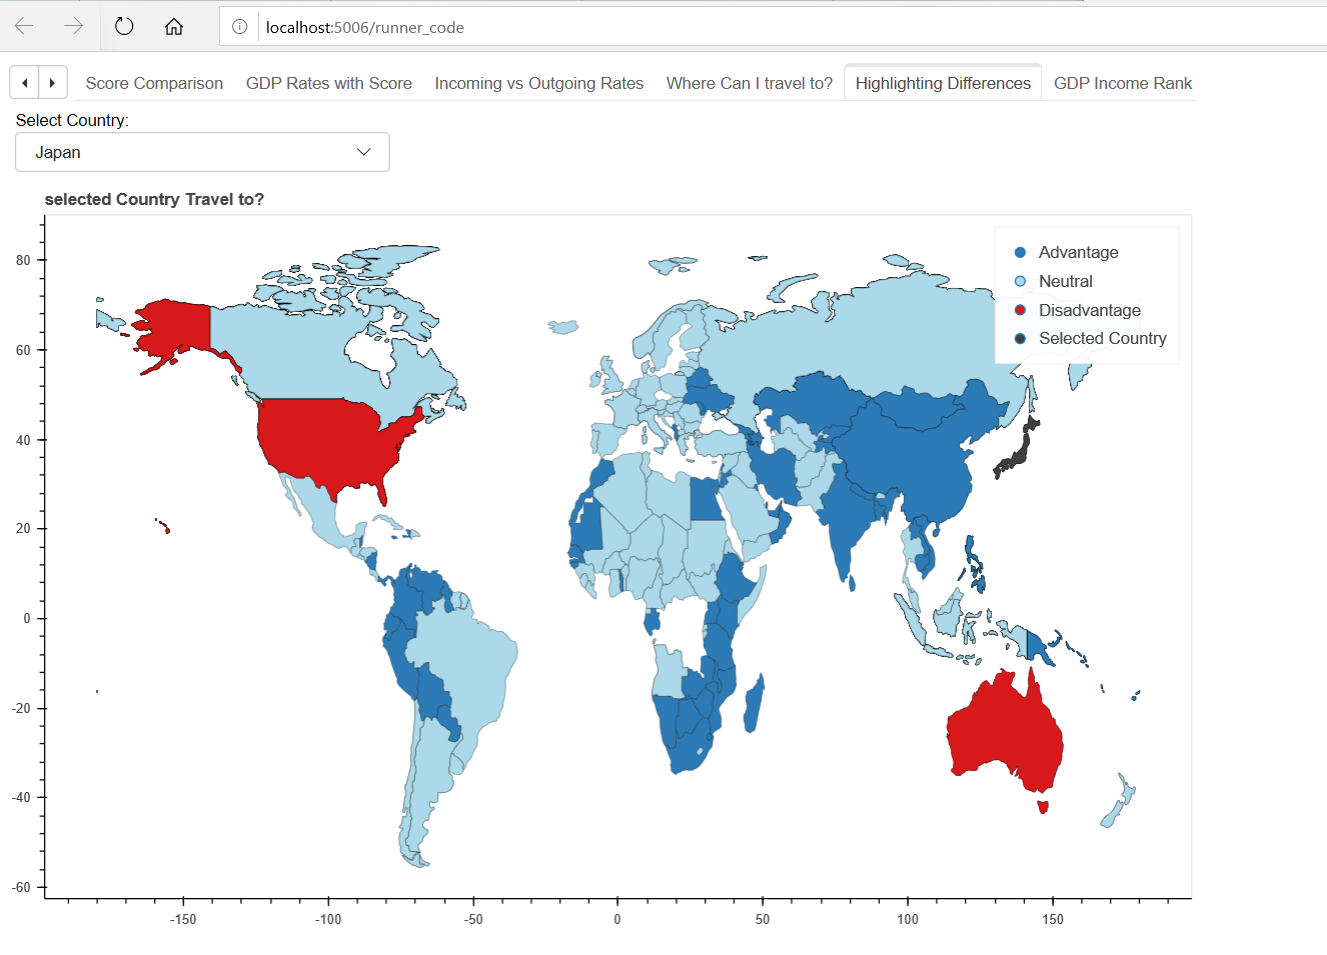 localhost:5006/runner_code
Score Comparison GDP Rates with Score Incoming vs Outgoing Rates Where Can I travel to? Highlighting Differences GDP Income Rank
Select Country:
Japan
selected Country Travel to?
Advantage
Neutral
Disadvantage
Selected Country
80
60
40
20
0
-20
-40
-60
-150 -100 -50 0 50 100 150